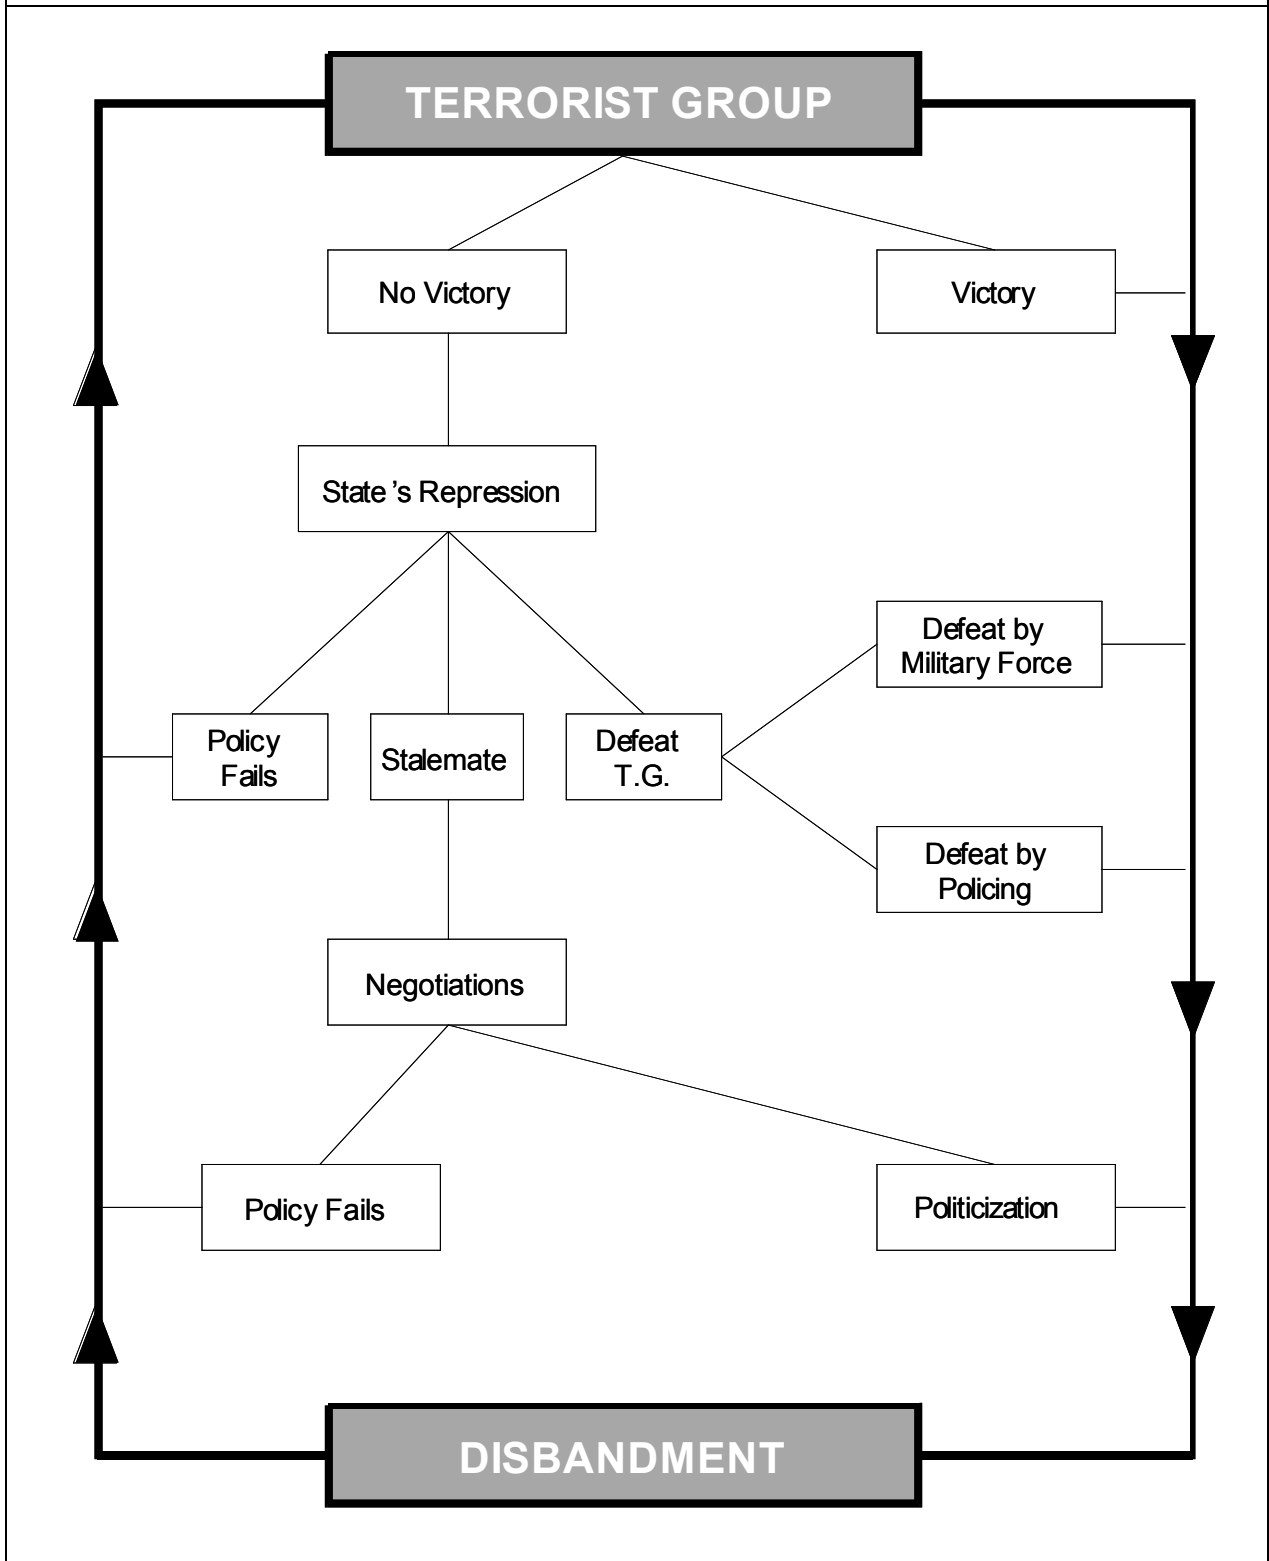 TERRORIST GROUP
No Victory
Victory
State's Repression
Defeat by
Military Force
Policy
Fails
Stalemate
Defeat
T.G.
Defeat by
Policing
Negotiations
Policy Fails
Politicization
DISBANDMENT